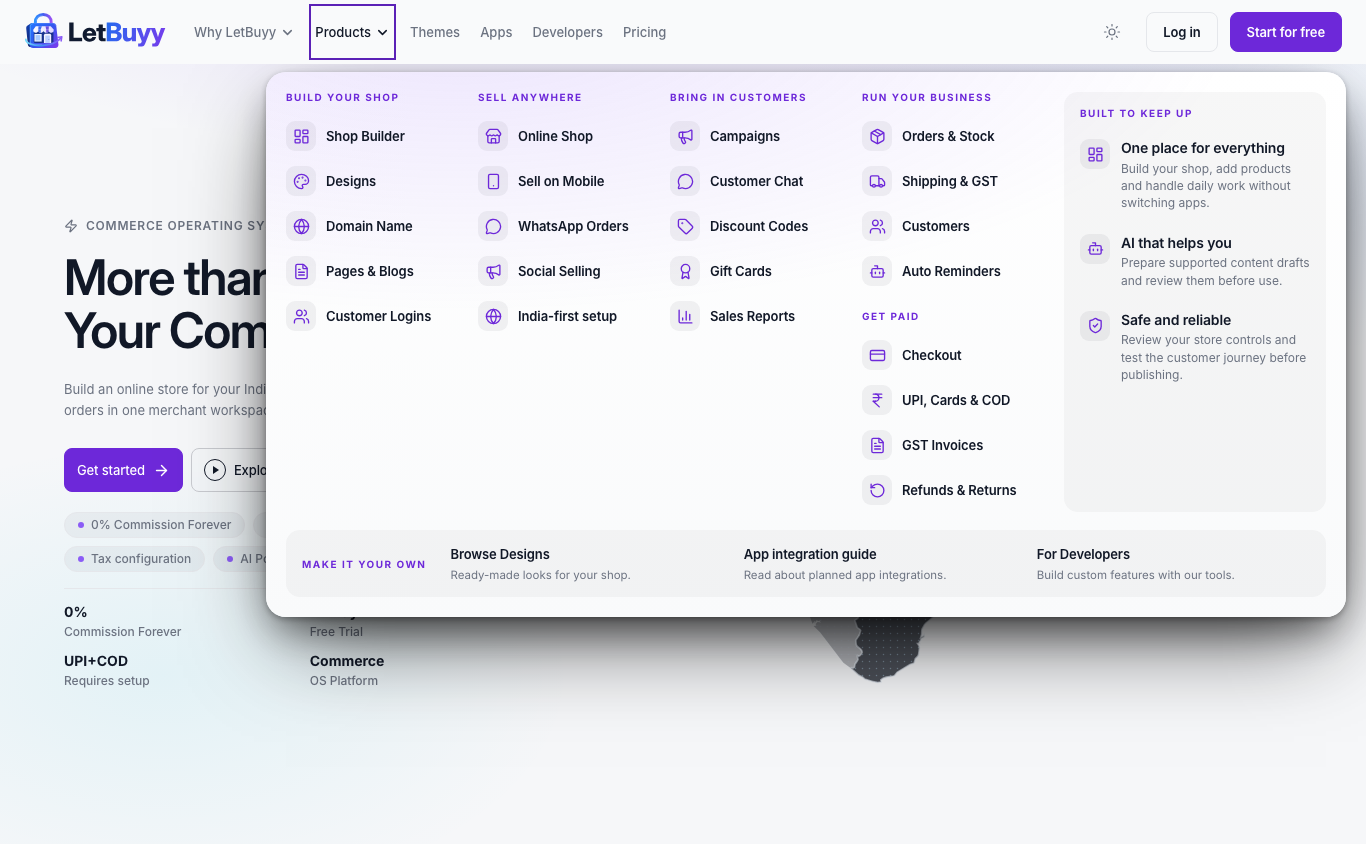 LetBuyy
Why LetBuyy
Products
Themes
Apps
Developers
Pricing
Log in
Start for free
BUILD YOUR SHOP
Shop Builder
Designs
Domain Name
Pages & Blogs
Customer Logins
SELL ANYWHERE
Online Shop
Sell on Mobile
WhatsApp Orders
Social Selling
India-first setup
BRING IN CUSTOMERS
Campaigns
Customer Chat
Discount Codes
Gift Cards
Sales Reports
RUN YOUR BUSINESS
Orders & Stock
Shipping & GST
Customers
Auto Reminders
GET PAID
Checkout
UPI, Cards & COD
GST Invoices
Refunds & Returns
BUILT TO KEEP UP
One place for everything
Build your shop, add products
and handle daily work without
switching apps.
AI that helps you
Prepare supported content drafts
and review them before use.
Safe and reliable
Review your store controls and
test the customer journey before
publishing.
MAKE IT YOUR OWN
Browse Designs
Ready-made looks for your shop.
App integration guide
Read about planned app integrations.
For Developers
Build custom features with our tools.
COMMERCE OPERATING
More than
Your
Build an online store for your
orders in one merchant
Get started
0% Commission Forever
Tax configuration
AI
0%
Commission Forever
Free Trial
UPI+COD
Requires setup
Commerce
OS Platform